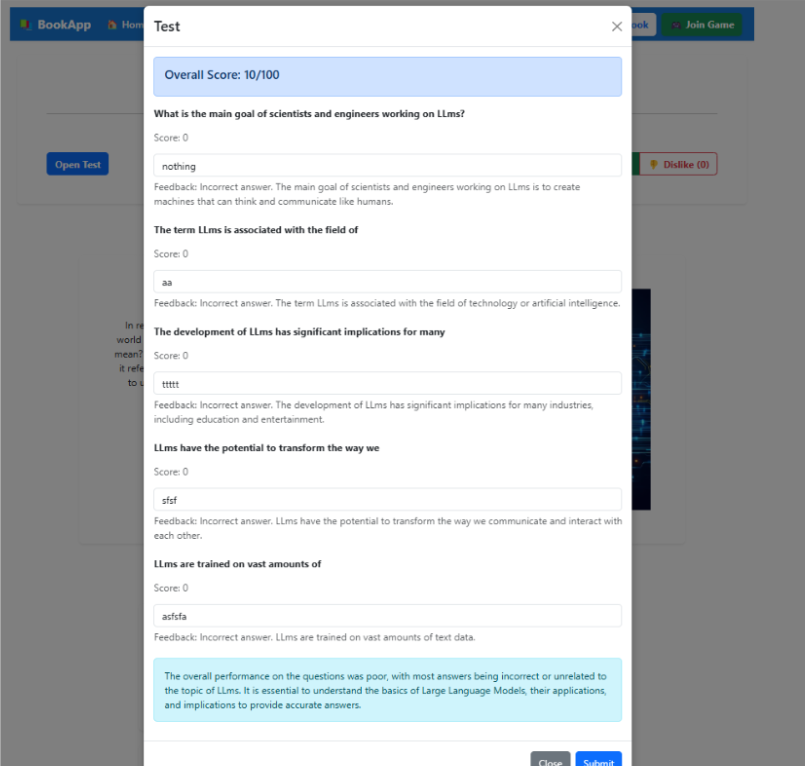 BookApp Hom ook Join Game
Test
Overall Score: 10/100
What is the main goal of scientists and engineers working on LLms?
Score: 0
nothing
Feedback: Incorrect answer. The main goal of scientists and engineers working on LLms is to create
machines that can think and communicate like humans.
Open Test
Dislike (0)
The term LLms is associated with the field of
Score: 0
aa
Feedback: Incorrect answer. The term LLms is associated with the field of technology or artificial intelligence.
The development of LLms has significant implications for many
Score: 0
ttttt
Feedback: Incorrect answer. The development of LLms has significant implications for many industries,
including education and entertainment.
In re
world
mean?
it refe
to u
LLms have the potential to transform the way we
Score: 0
sfsf
Feedback: Incorrect answer. LLms have the potential to transform the way we communicate and interact with
each other.
LLms are trained on vast amounts of
Score: 0
asfsfa
Feedback: Incorrect answer. LLms are trained on vast amounts of text data.
The overall performance on the questions was poor, with most answers being incorrect or unrelated to
the topic of LLms. It is essential to understand the basics of Large Language Models, their applications,
and implications to provide accurate answers.
Close Submit